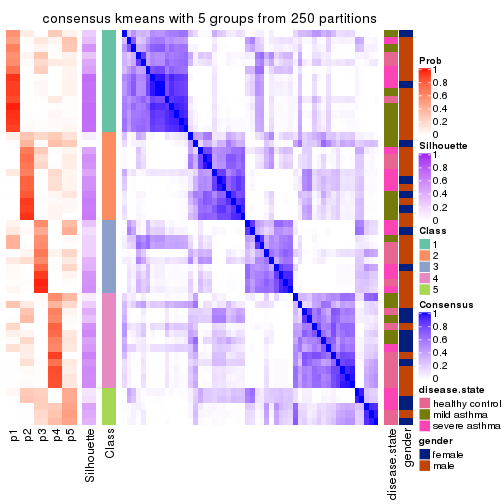 consensus kmeans with 5 groups from 250 partitions
p1
p2
p3
p4
p5
Silhouette
Class
disease.state
gender
Prob
1
0.8
0.6
0.4
0.2
0
Silhouette
1
0.8
0.6
0.4
0.2
0
Class
1
2
3
4
5
Consensus
1
0.8
0.6
0.4
0.2
0
disease.state
healthy control
mild asthma
severe asthma
gender
female
male